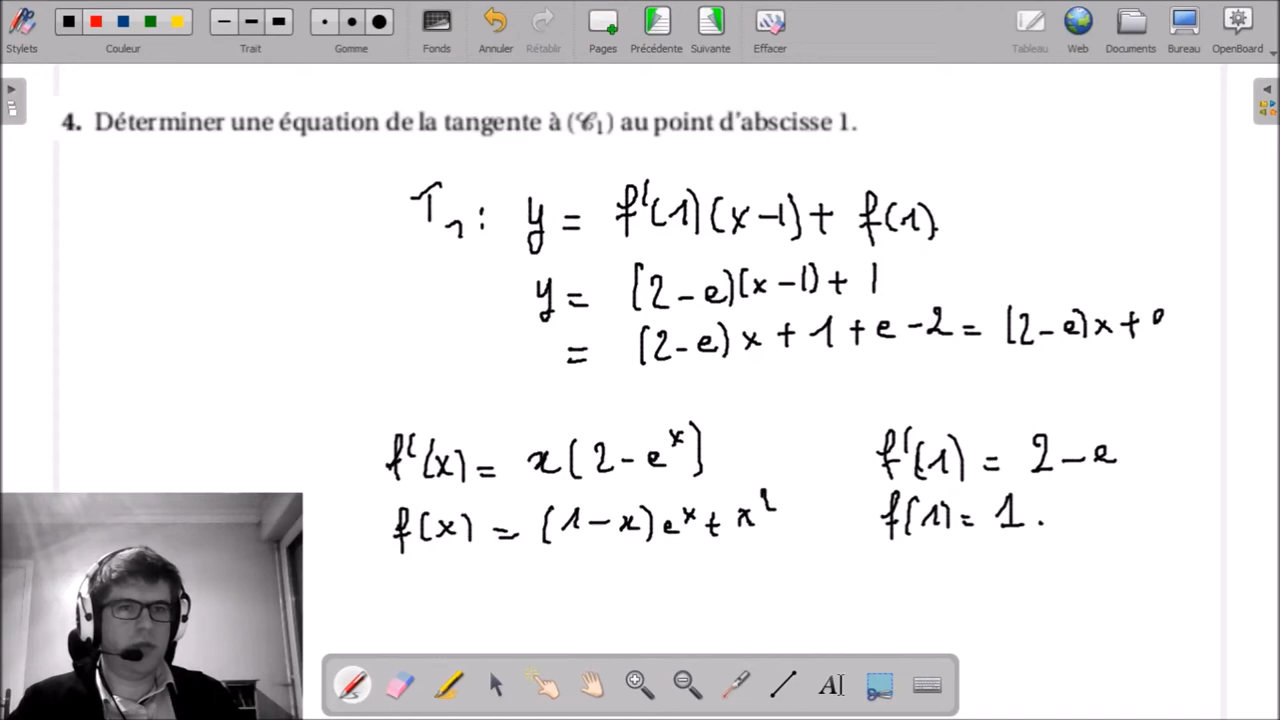 Stylets Couleur Trait Gomme Fonds Annuler Rétablir Pages Précédente Suivante Effacer Tableau Web Documents Bureau OpenBoard
4. Déterminer une équation de la tangente à (𝒞₁) au point d'abscisse 1.
T₁ : y = f'(1)(x-1) + f(1)
y = (2-e)(x-1) + 1
= (2-e)x + 1 + e - 2 = (2-e)x +
f'(x) = x(2-eˣ) f'(1) = 2-e
f(x) = (1-x)eˣ + x² f(1) = 1.
AI